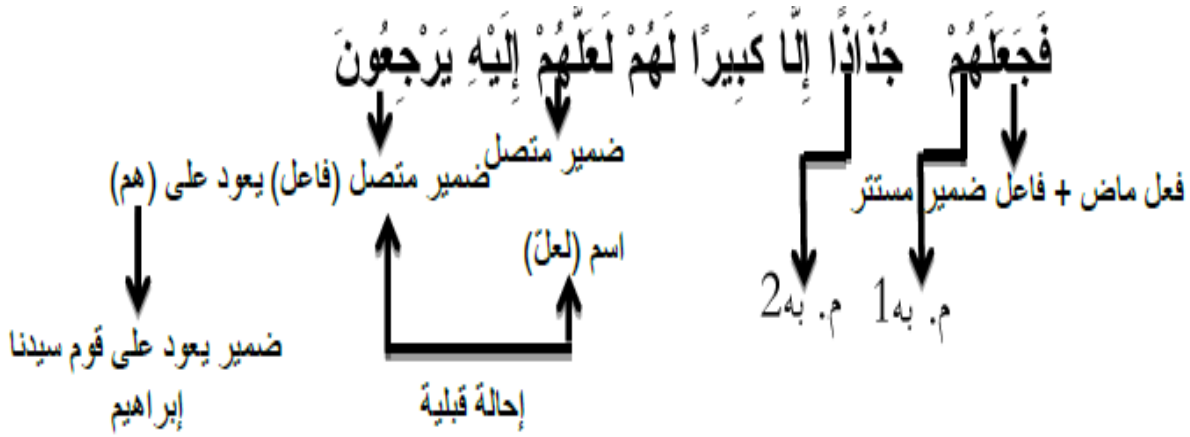 فَجَعَلَهُمْ جُذَاذًا إِلَّا كَبِيرًا لَهُمْ لَعَلَّهُمْ إِلَيْهِ يَرْجِعُونَ
ضمير متصل
فعل ماض + فاعل ضمير مستتر
ضمير متصل (فاعل) يعود على (هم)
اسم (لعلّ)
م. به1
م. به2
ضمير يعود على قوم سيدنا
إبراهيم
إحالة قبلية